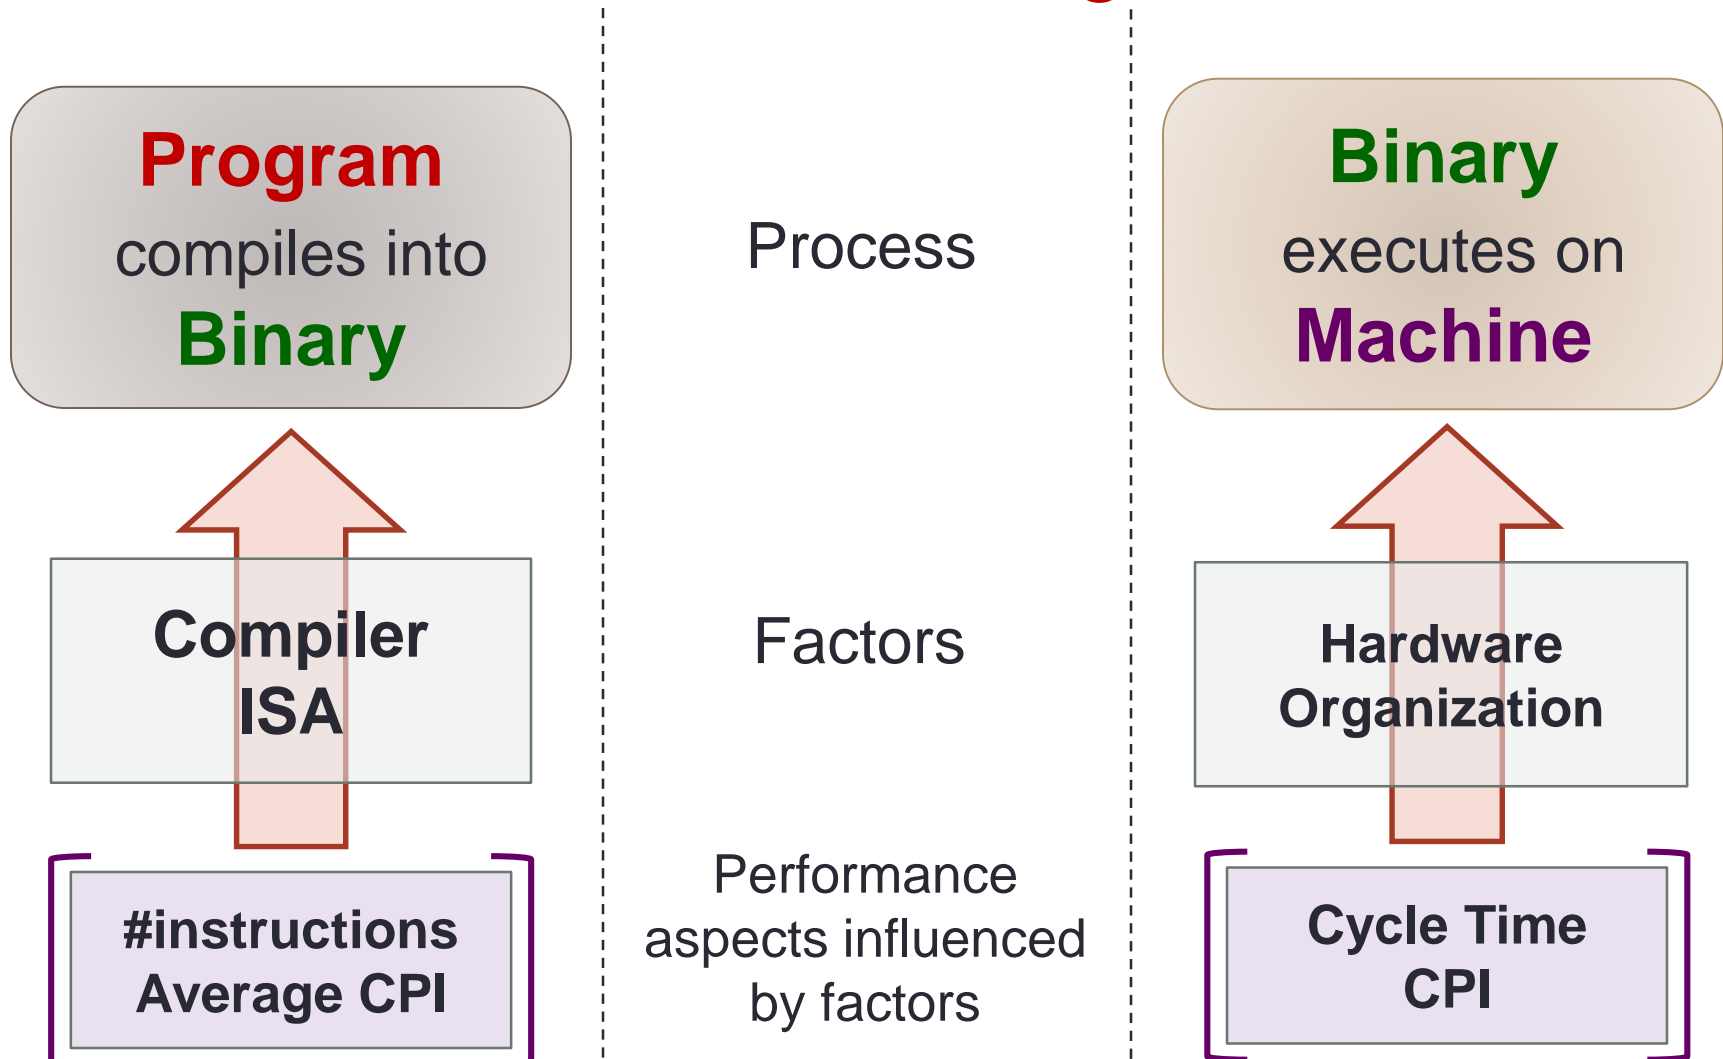 Program
compiles into
Binary
Process
Binary
executes on
Machine
Compiler
ISA
Factors
Hardware
Organization
#instructions
Average CPI
Performance
aspects influenced
by factors
Cycle Time
CPI